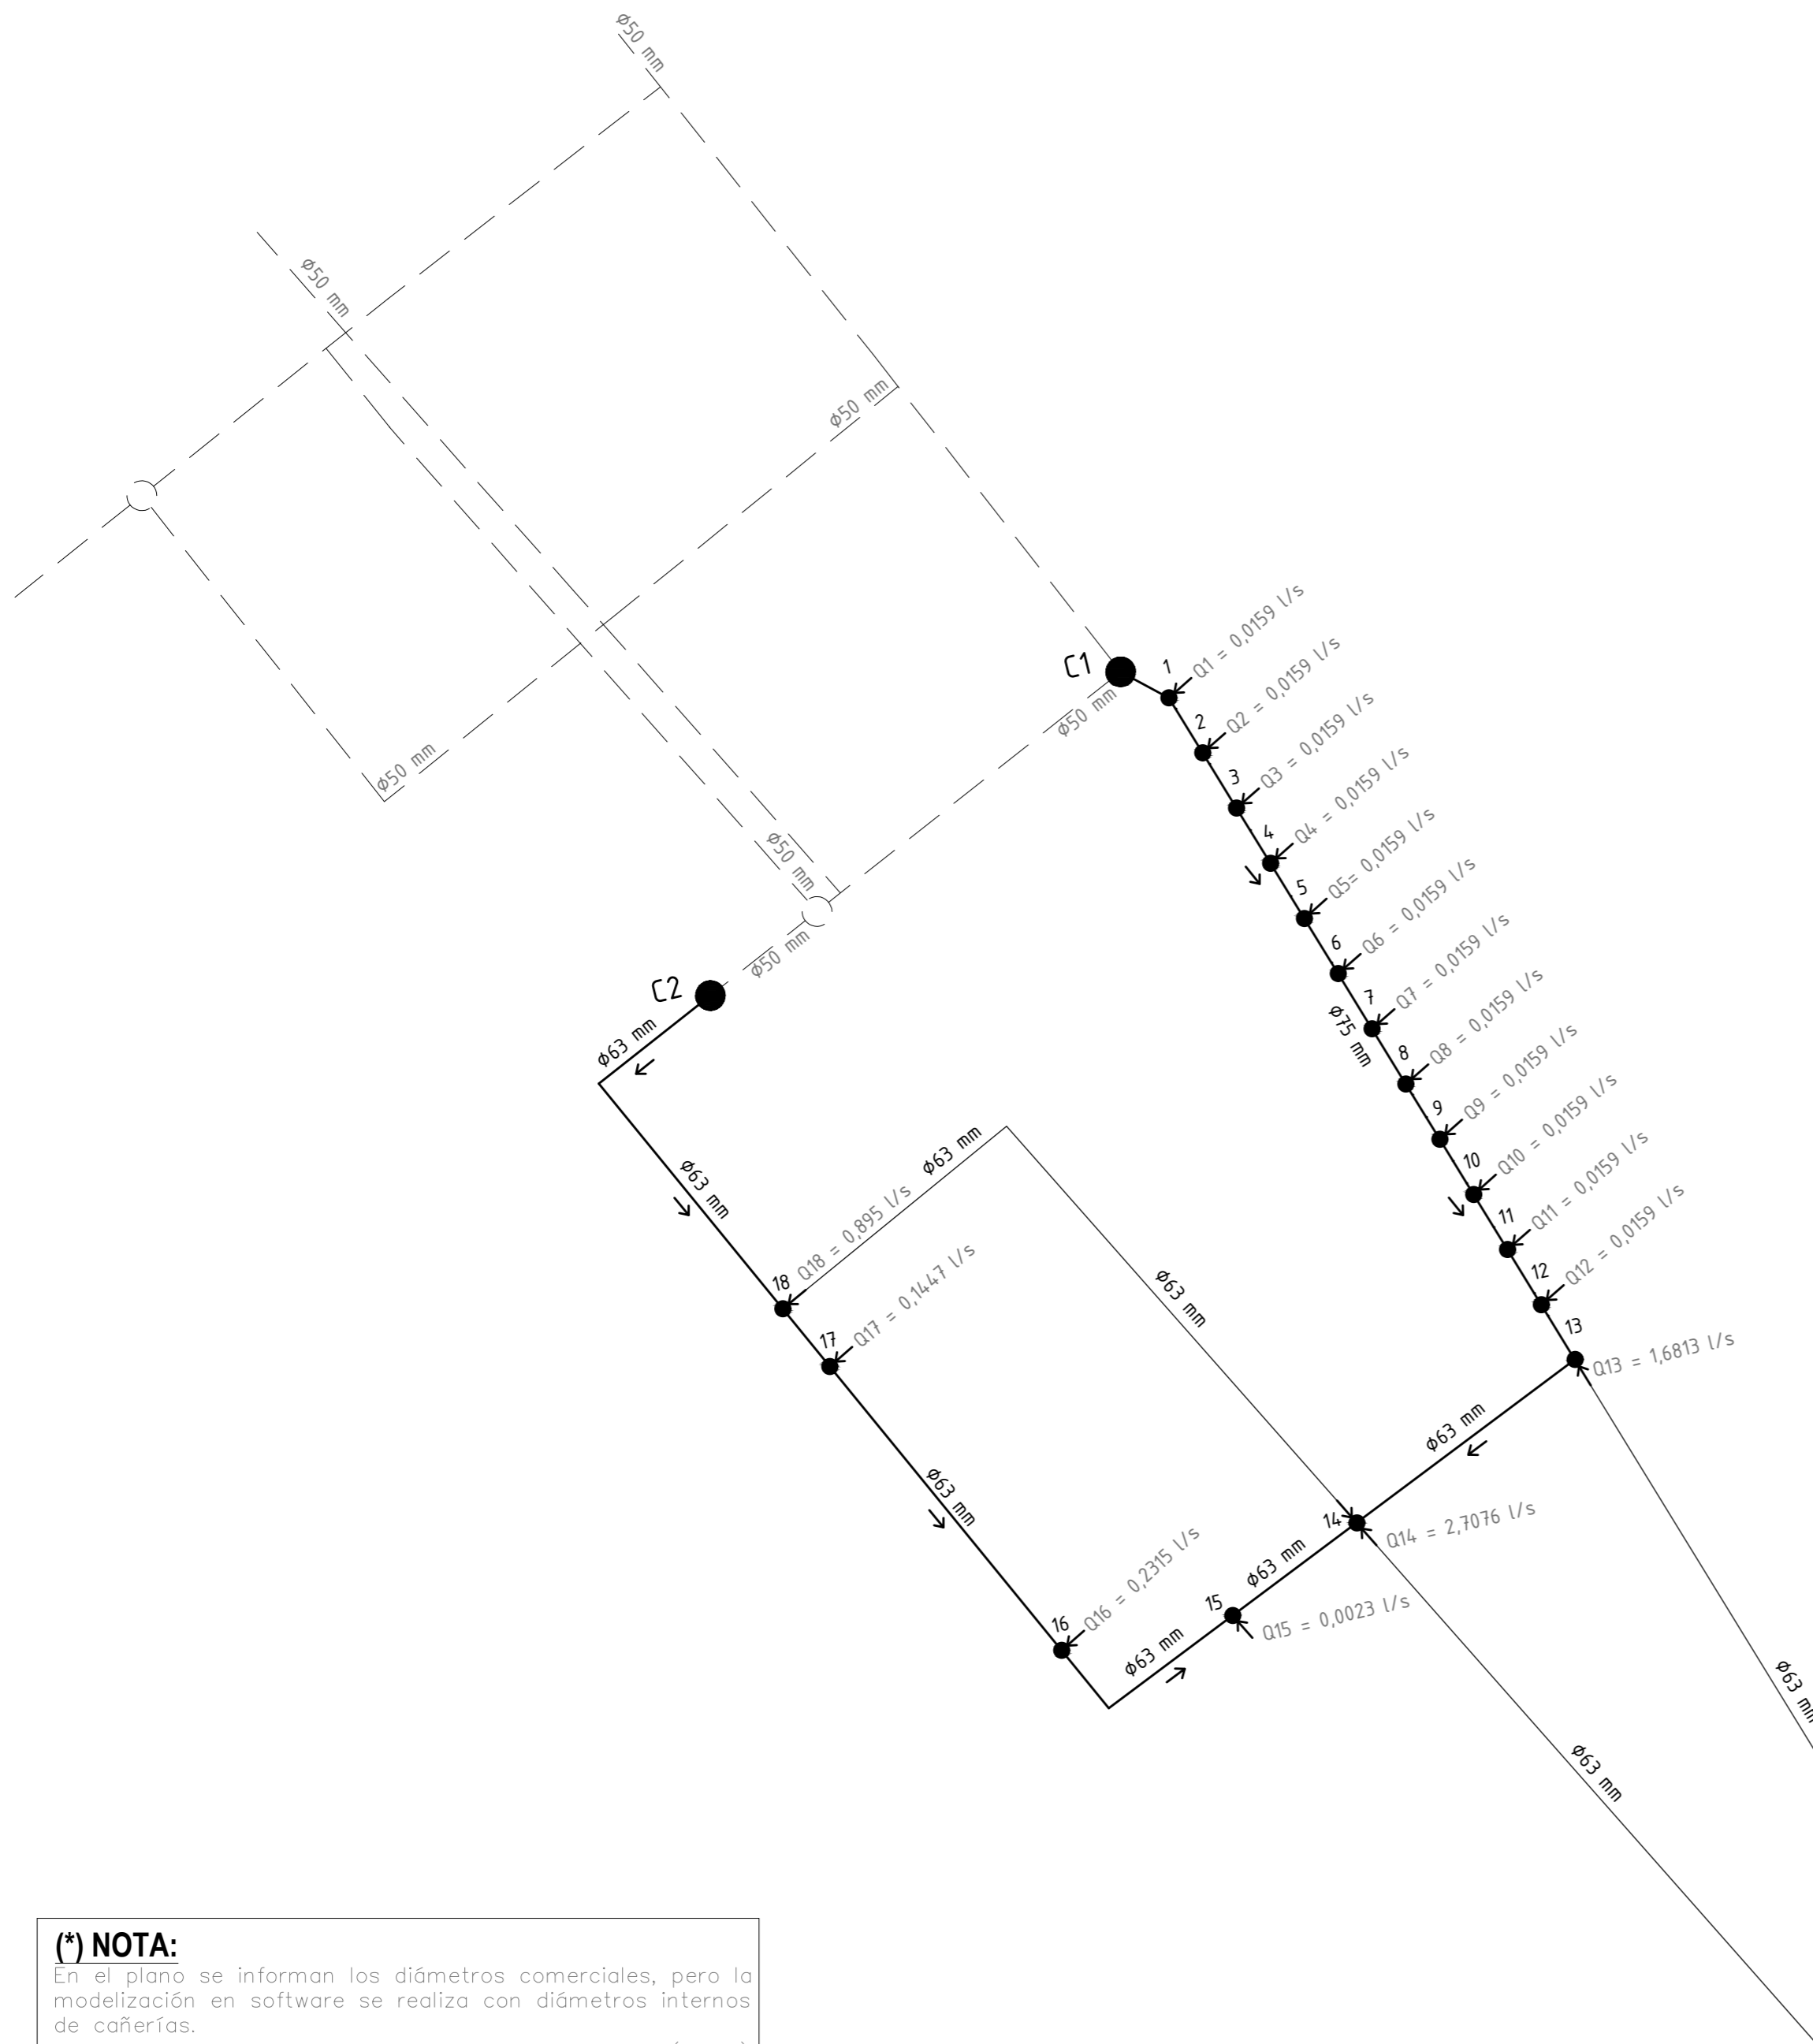 ø50 mm
ø50 mm
ø50 mm
ø50 mm
C1
ø50 mm
1
Q1 = 0,0159 l/s
2
Q2 = 0,0159 l/s
3
Q3 = 0,0159 l/s
4
Q4 = 0,0159 l/s
5
Q5= 0,0159 l/s
ø50 mm
6
Q6 = 0,0159 l/s
ø50 mm
C2
7
Q7 = 0,0159 l/s
ø75 mm
ø63 mm
8
Q8 = 0,0159 l/s
9
Q9 = 0,0159 l/s
10
Q10 = 0,0159 l/s
ø63 mm
ø63 mm
11
Q11 = 0,0159 l/s
12
Q12 = 0,0159 l/s
18
Q18 = 0,895 l/s
ø63 mm
17
Q17 = 0,1447 l/s
13
Q13 = 1,6813 l/s
ø63 mm
ø63 mm
14
Q14 = 2,7076 l/s
ø63 mm
15
Q15 = 0,0023 l/s
16
Q16 = 0,2315 l/s
ø63 mm
ø63 mm
ø63 mm
(*) NOTA:
En el plano se informan los diámetros comerciales, pero la
modelización en software se realiza con diámetros internos
de cañerías.